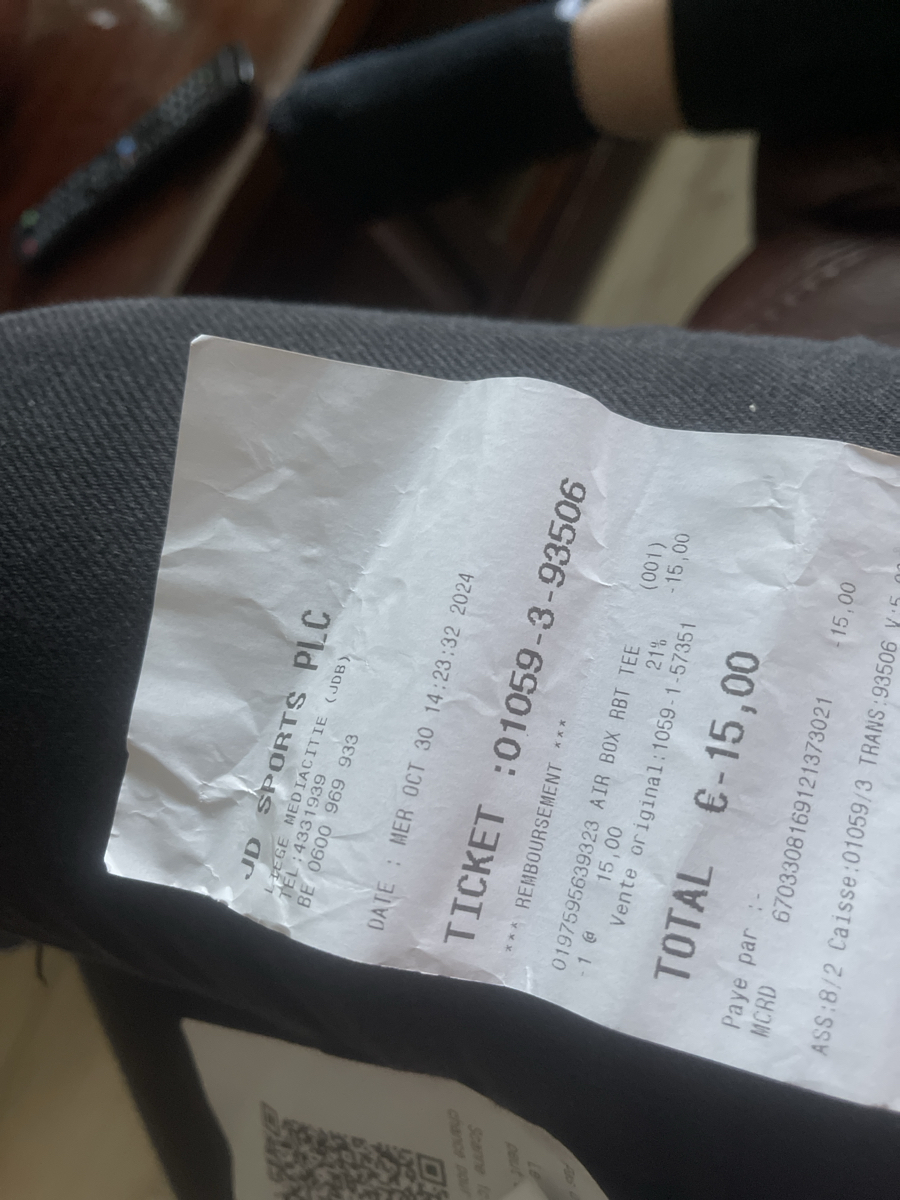 JD SPORTS PLC
LIEGE MEDIACITIE (JDB)
TEL:4331939
BE 0600 969 933
DATE : MER OCT 30 14:23:32 2024
TICKET :01059-3-93506
*** REMBOURSEMENT ***
0197595639323 AIR BOX RBT TEE (001)
-1 @ 15,00 21% -15,00
Vente original:1059-1-57351
TOTAL €-15,00
Paye par :-
MCRD 6703308169121373021 -15,00
ASS:8/2 Caisse:01059/3 TRANS:93506